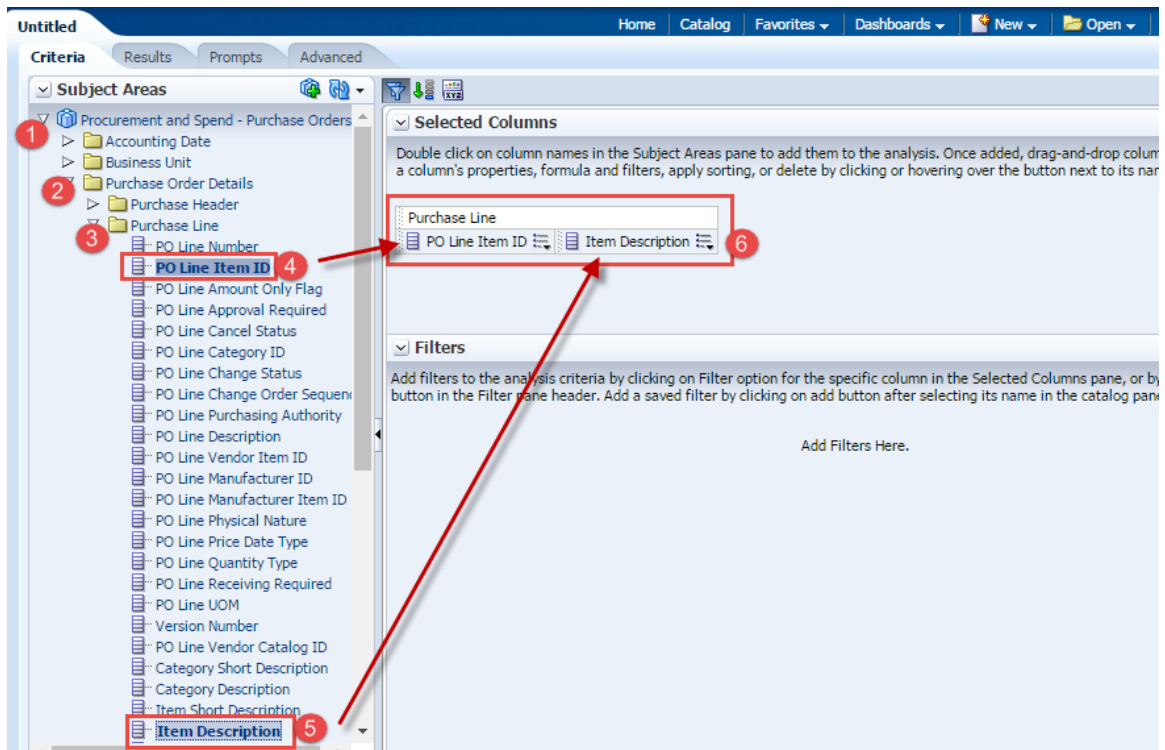 Untitled
Home Catalog Favorites Dashboards New Open
Criteria Results Prompts Advanced
Subject Areas
1
Procurement and Spend - Purchase Orders
Accounting Date
Business Unit
2
Purchase Order Details
Purchase Header
3
Purchase Line
PO Line Number
PO Line Item ID 4
PO Line Amount Only Flag
PO Line Approval Required
PO Line Cancel Status
PO Line Category ID
PO Line Change Status
PO Line Change Order Sequen
PO Line Purchasing Authority
PO Line Description
PO Line Vendor Item ID
PO Line Manufacturer ID
PO Line Manufacturer Item ID
PO Line Physical Nature
PO Line Price Date Type
PO Line Quantity Type
PO Line Receiving Required
PO Line UOM
Version Number
PO Line Vendor Catalog ID
Category Short Description
Category Description
Item Short Description
Item Description 5
XYZ
Selected Columns
Double click on column names in the Subject Areas pane to add them to the analysis. Once added, drag-and-drop colum
a column's properties, formula and filters, apply sorting, or delete by clicking or hovering over the button next to its nar
Purchase Line
PO Line Item ID Item Description 6
Filters
Add filters to the analysis criteria by clicking on Filter option for the specific column in the Selected Columns pane, or by
button in the Filter pane header. Add a saved filter by clicking on add button after selecting its name in the catalog pane
Add Filters Here.